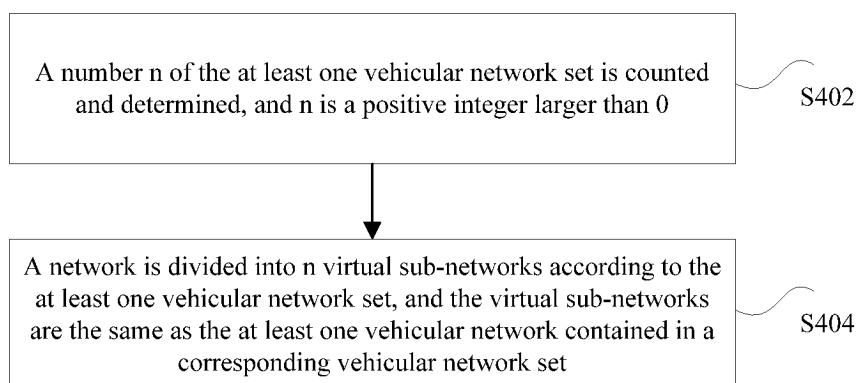 A number n of the at least one vehicular network set is counted
and determined, and n is a positive integer larger than 0
S402
A network is divided into n virtual sub-networks according to the
at least one vehicular network set, and the virtual sub-networks
are the same as the at least one vehicular network contained in a
corresponding vehicular network set
S404